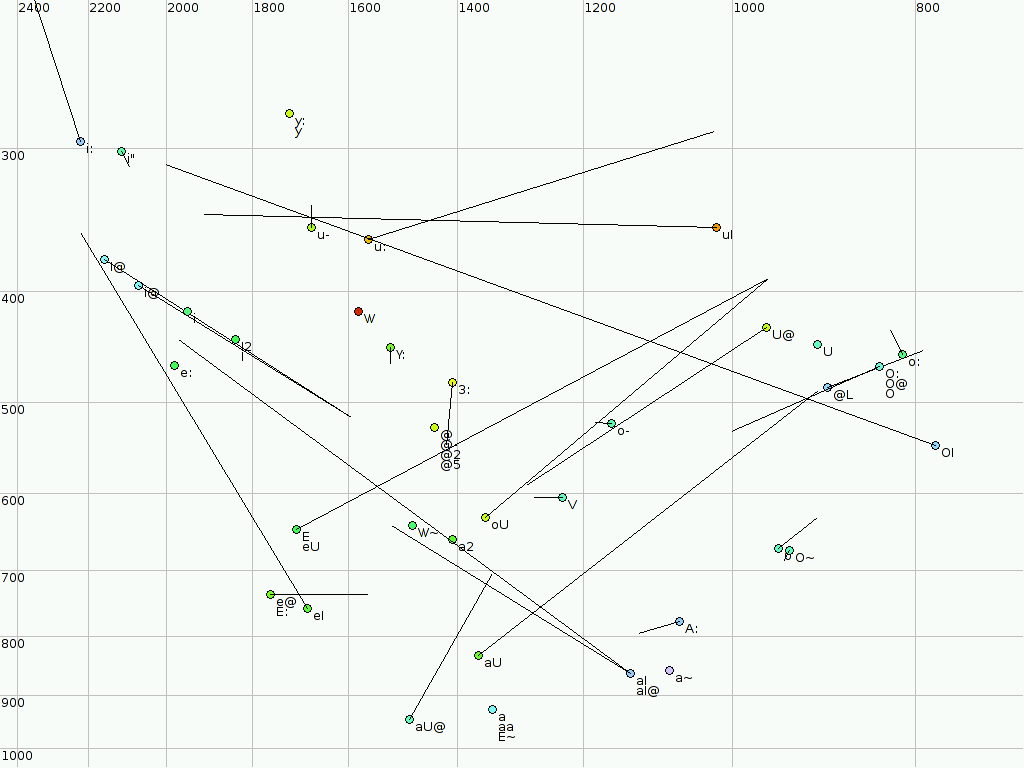 2400 2200 2000 1800 1600 1400 1200 1000 800
y:
y
i:
i"
300
u-
u:
uI
I@
i@
400
i
W
U@
I2
I
Y:
U
o:
e:
3:
O:
O@
O
@L
500
@
@-
@2
@5
o-
OI
600
V
oU
E
eU
W~
a2
O~
700
e@
E:
eI
A:
800
aU
a~
aI
aI@
900
a
aa
E~
aU@
1000